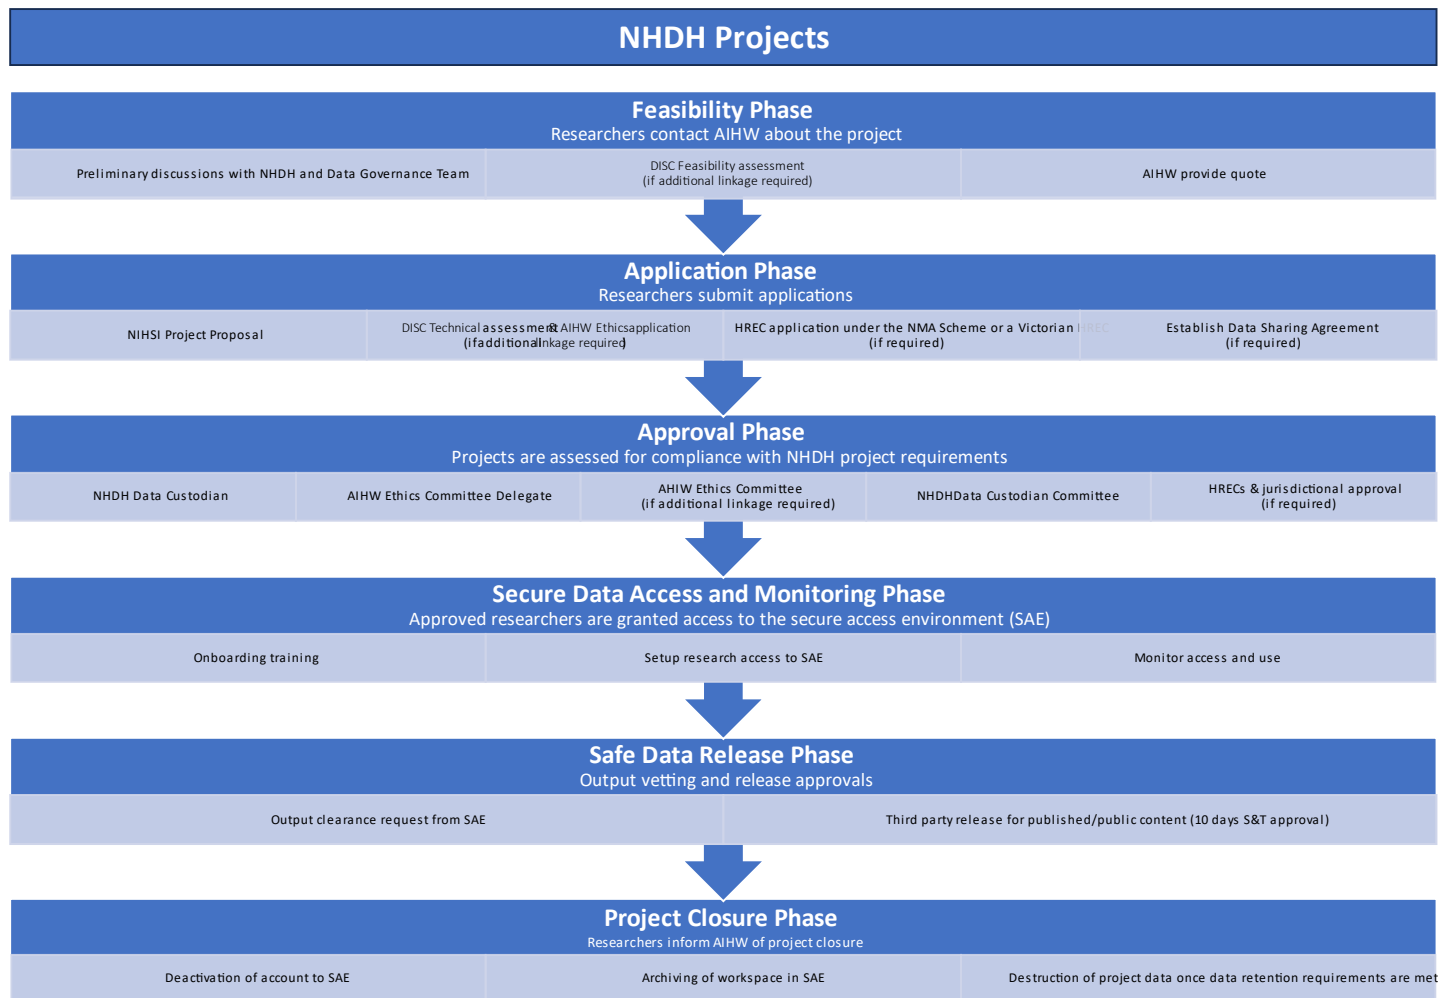 NHDH Projects
Feasibility Phase
Researchers contact AIHW about the project
Preliminary discussions with NHDH and Data Governance Team
DISC Feasibility assessment
(if additional linkage required)
AIHW provide quote
Application Phase
Researchers submit applications
NIHSI Project Proposal
DISC Technical assessment & AIHW Ethics application
(if additional linkage required)
HREC application under the NMA Scheme or a Victorian HREC
(if required)
Establish Data Sharing Agreement
(if required)
Approval Phase
Projects are assessed for compliance with NHDH project requirements
NHDH Data Custodian
AIHW Ethics Committee Delegate
AHIW Ethics Committee
(if additional linkage required)
NHDHData Custodian Committee
HRECs & jurisdictional approval
(if required)
Secure Data Access and Monitoring Phase
Approved researchers are granted access to the secure access environment (SAE)
Onboarding training
Setup research access to SAE
Monitor access and use
Safe Data Release Phase
Output vetting and release approvals
Output clearance request from SAE
Third party release for published/public content (10 days S&T approval)
Project Closure Phase
Researchers inform AIHW of project closure
Deactivation of account to SAE
Archiving of workspace in SAE
Destruction of project data once data retention requirements are met